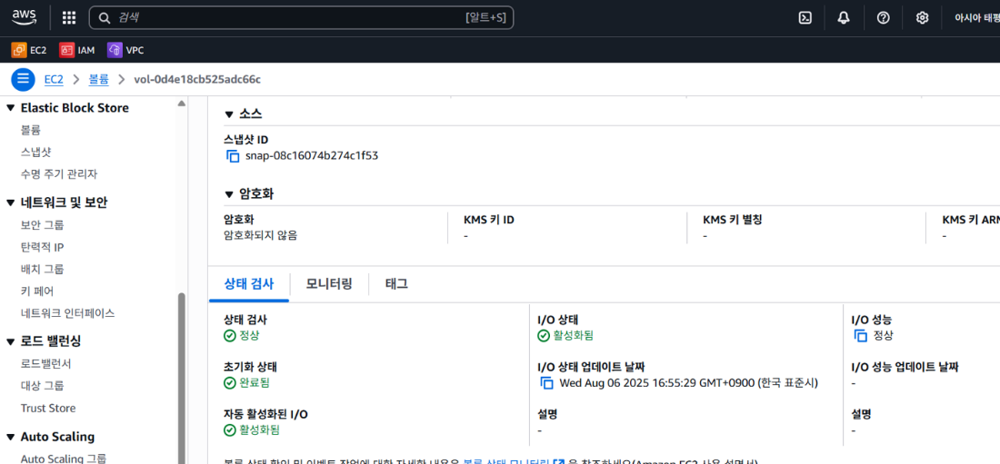 aws
검색
[알트+S]
아시아 태평
EC2
IAM
VPC
EC2
볼륨
vol-0d4e18cb525adc66c
Elastic Block Store
볼륨
스냅샷
수명 주기 관리자
네트워크 및 보안
보안 그룹
탄력적 IP
배치 그룹
키 페어
네트워크 인터페이스
로드 밸런싱
로드밸런서
대상 그룹
Trust Store
Auto Scaling
Auto Scaling 그룹
소스
스냅샷 ID
snap-08c16074b274c1f53
암호화
암호화
암호화되지 않음
KMS 키 ID
-
KMS 키 별칭
-
KMS 키 ARN
-
상태 검사
모니터링
태그
상태 검사
정상
I/O 상태
활성화됨
I/O 성능
정상
초기화 상태
완료됨
I/O 상태 업데이트 날짜
Wed Aug 06 2025 16:55:29 GMT+0900 (한국 표준시)
I/O 성능 업데이트 날짜
-
자동 활성화된 I/O
활성화됨
설명
-
설명
-
볼륨 상태 확인 및 이벤트 작업에 대한 자세한 내용은 볼륨 상태 모니터링 을 참조하세요(Amazon EC2 사용 설명서)